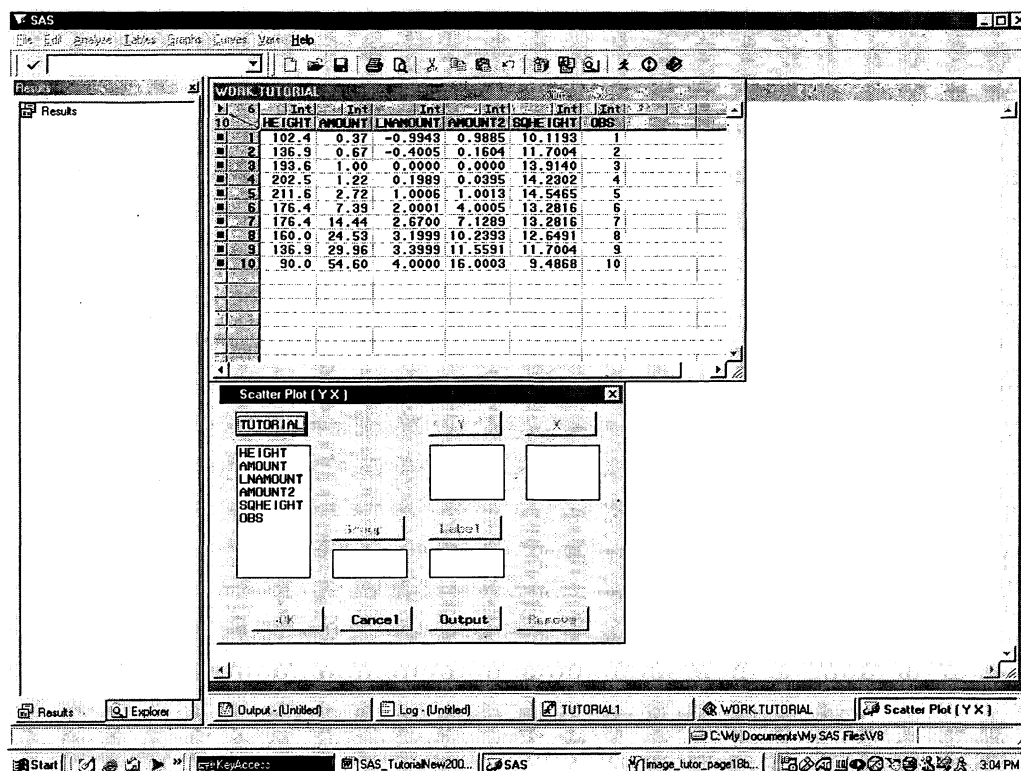 SAS
File Edit Analyze Tables Graphs Curves Vars Help
Results
Results
WORK.TUTORIAL
6 Int Int Int Int Int Int
10 HEIGHT AMOUNT LNAMOUNT AMOUNT2 SQHEIGHT OBS
1 102.4 0.37 -0.9943 0.9885 10.1193 1
2 136.9 0.67 -0.4005 0.1604 11.7004 2
3 193.6 1.00 0.0000 0.0000 13.9140 3
4 202.5 1.22 0.1989 0.0395 14.2302 4
5 211.6 2.72 1.0006 1.0013 14.5465 5
6 176.4 7.39 2.0001 4.0005 13.2816 6
7 176.4 14.44 2.6700 7.1289 13.2816 7
8 160.0 24.53 3.1999 10.2393 12.6491 8
9 136.9 29.96 3.3999 11.5591 11.7004 9
10 90.0 54.60 4.0000 16.0003 9.4868 10
Scatter Plot ( Y X )
TUTORIAL Y X
HEIGHT
AMOUNT
LNAMOUNT
AMOUNT2
SQHEIGHT
OBS
Group Label
OK Cancel Output Remove
Results Explorer Output - (Untitled) Log - (Untitled) TUTORIAL1 WORK.TUTORIAL Scatter Plot ( Y X )
C:\My Documents\My SAS Files\V8
Start KeyAccess SAS_TutorialNew200... SAS image_tutor_page18b... 3:04 PM